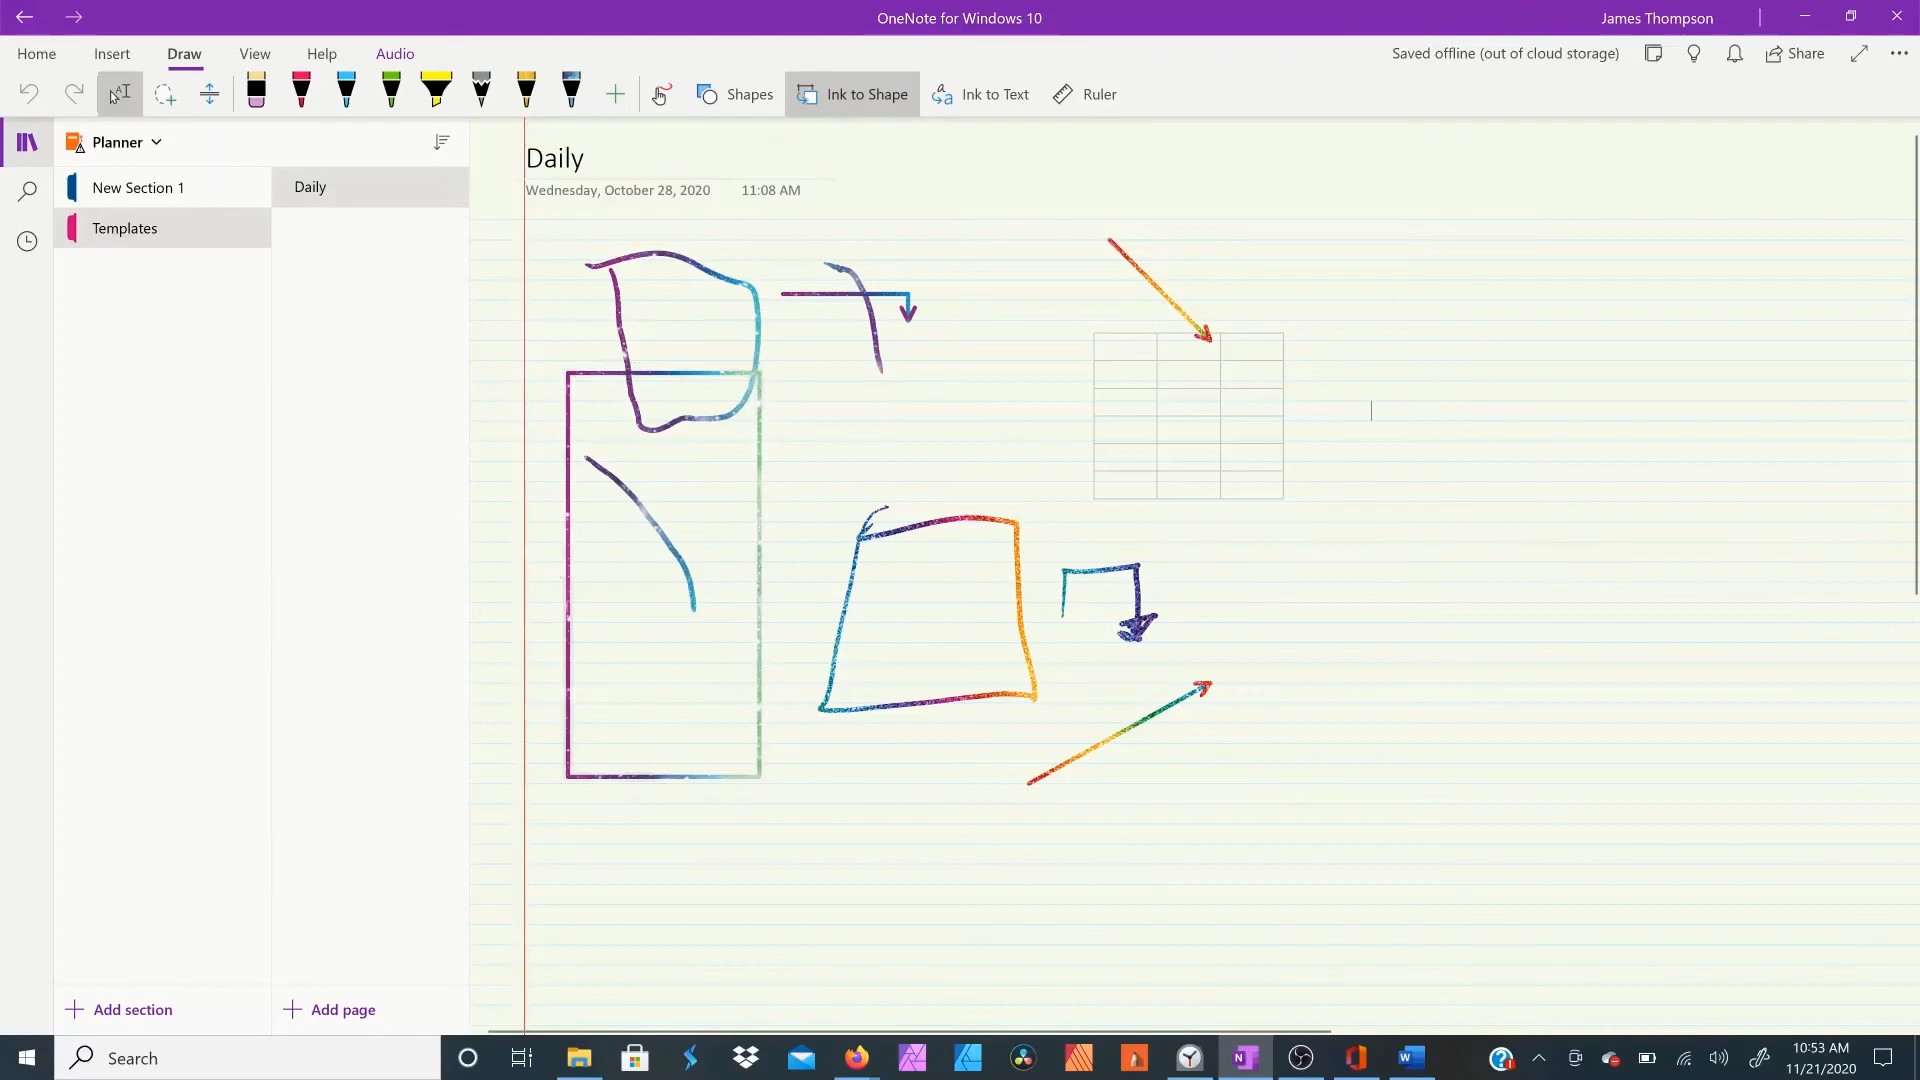 OneNote for Windows 10
James Thompson
Home Insert Draw View Help Audio
Saved offline (out of cloud storage)
Share
Shapes
Ink to Shape
Ink to Text
Ruler
Planner
New Section 1
Templates
Daily
Daily
Wednesday, October 28, 2020 11:08 AM
Add section
Add page
Search
10:53 AM
11/21/2020